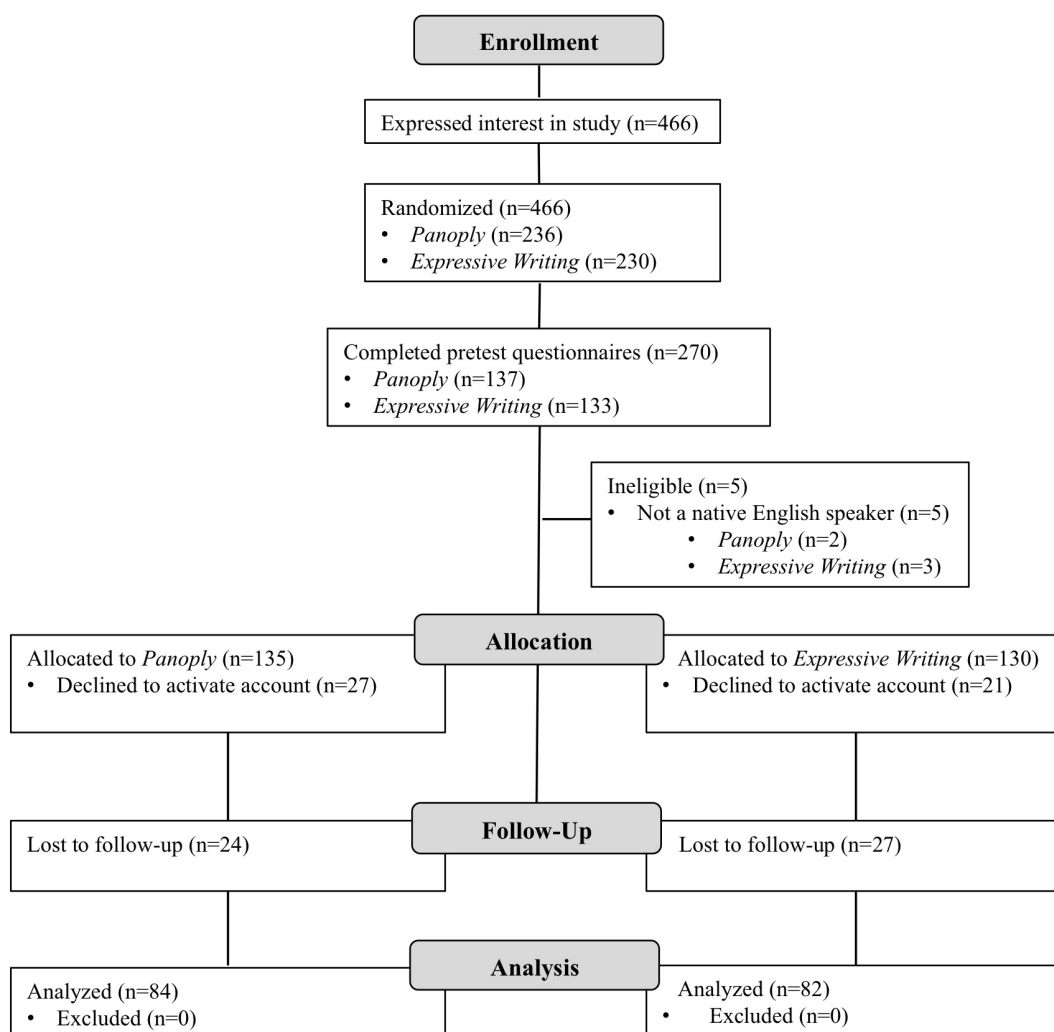 Enrollment
Expressed interest in study (n=466)
Randomized (n=466)
• Panoply (n=236)
• Expressive Writing (n=230)
Completed pretest questionnaires (n=270)
• Panoply (n=137)
• Expressive Writing (n=133)
Ineligible (n=5)
• Not a native English speaker (n=5)
• Panoply (n=2)
• Expressive Writing (n=3)
Allocation
Allocated to Panoply (n=135)
• Declined to activate account (n=27)
Allocated to Expressive Writing (n=130)
• Declined to activate account (n=21)
Follow-Up
Lost to follow-up (n=24)
Lost to follow-up (n=27)
Analysis
Analyzed (n=84)
• Excluded (n=0)
Analyzed (n=82)
• Excluded (n=0)